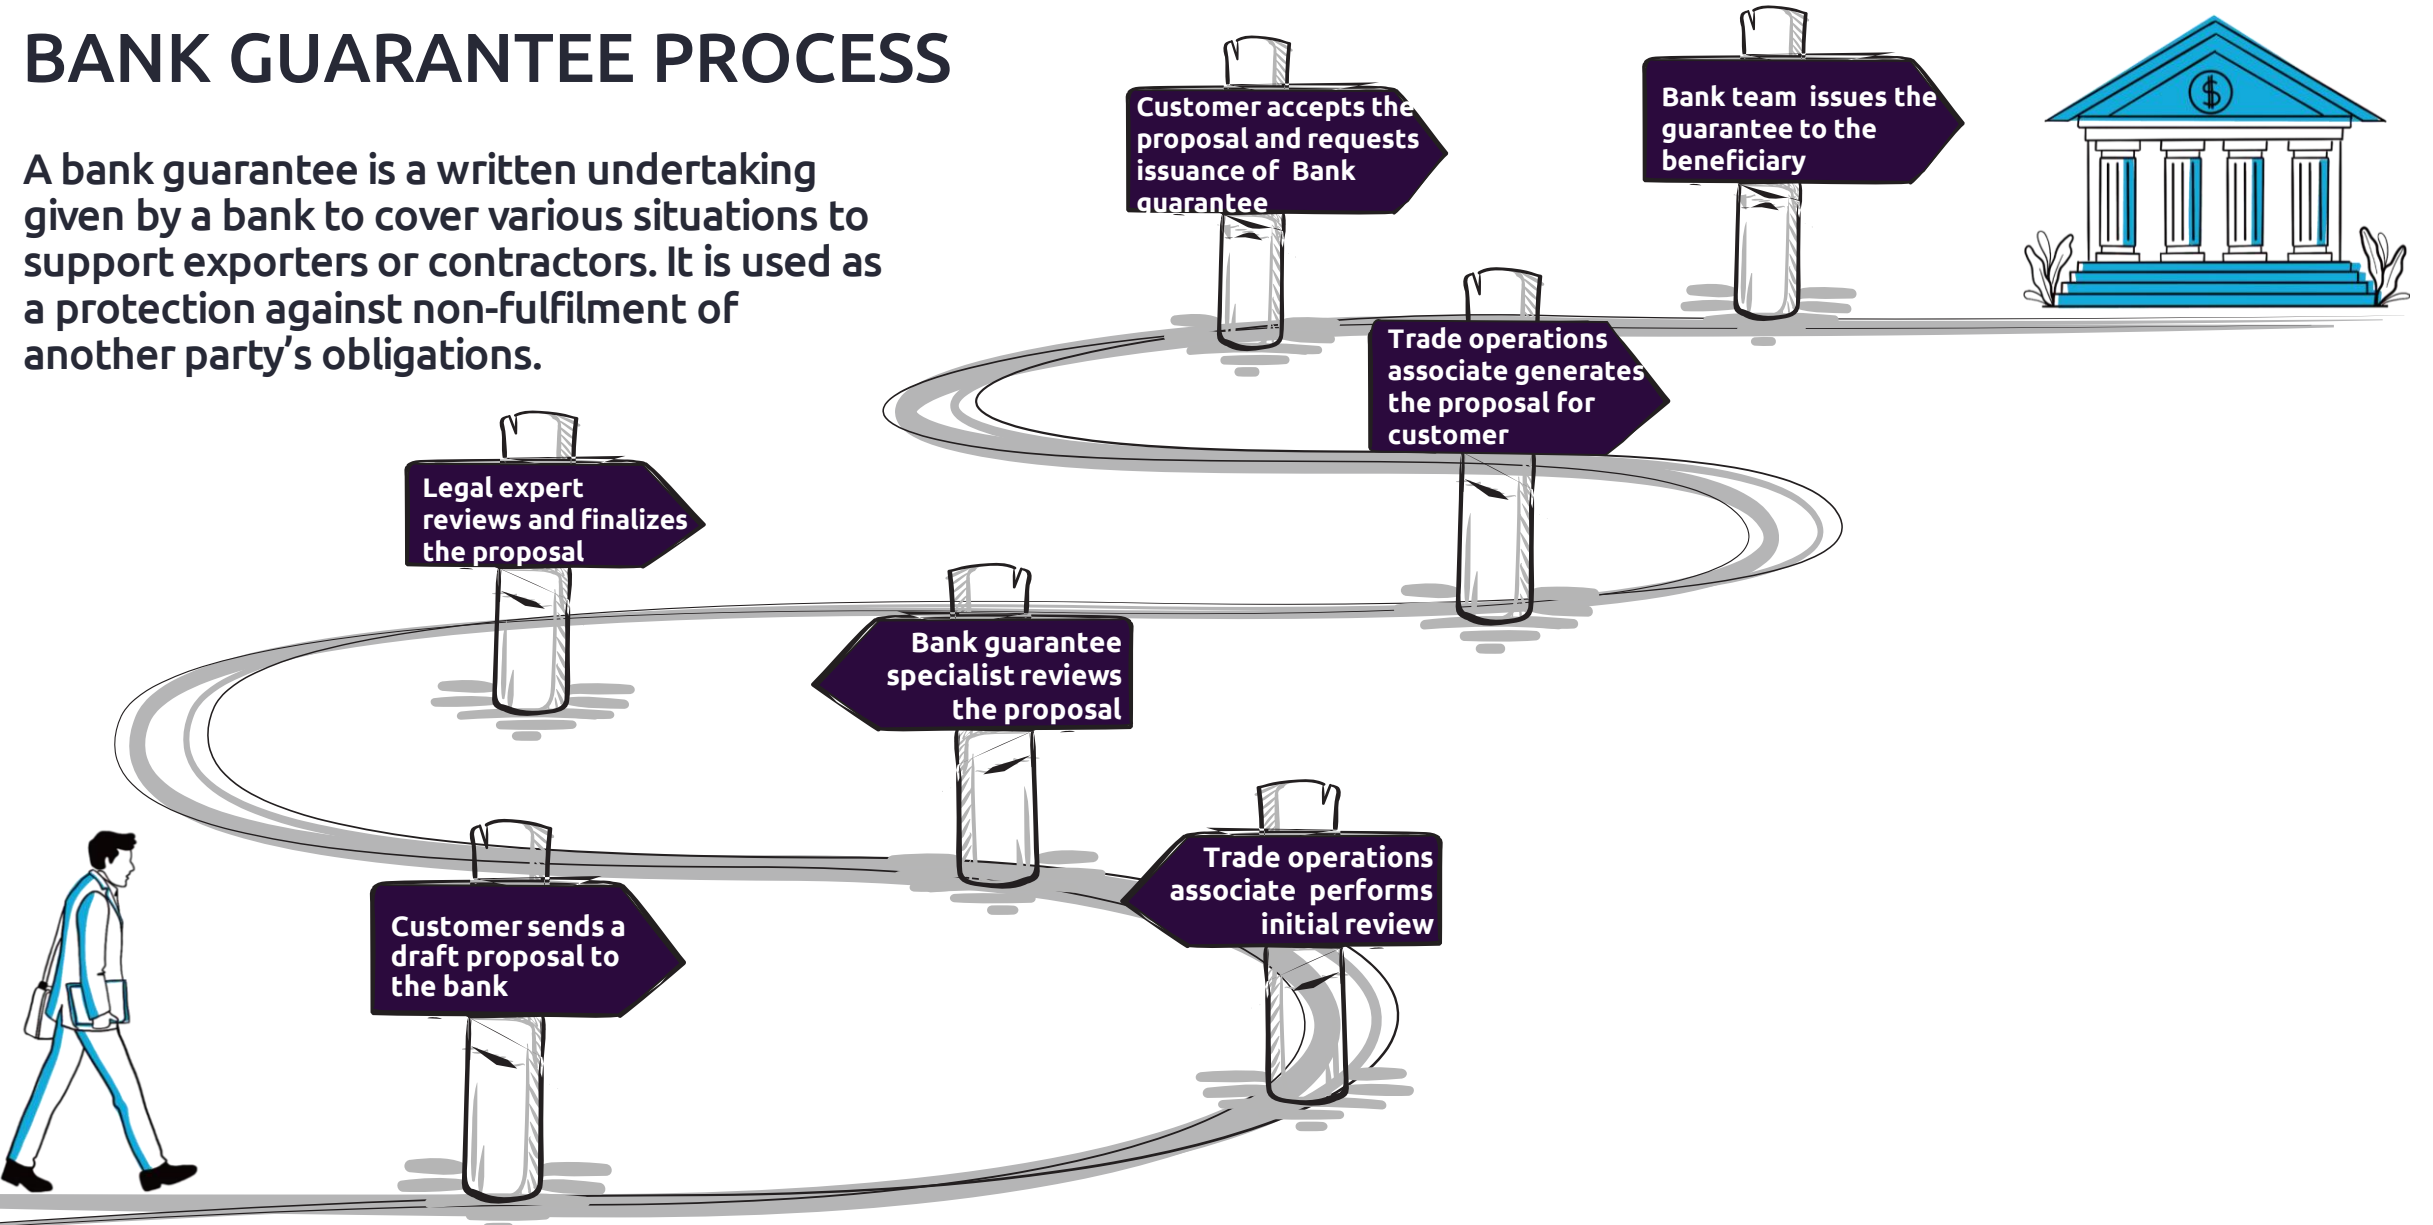 BANK GUARANTEE PROCESS
A bank guarantee is a written undertaking
given by a bank to cover various situations to
support exporters or contractors. It is used as
a protection against non-fulfilment of
another party's obligations.
Customer sends a
draft proposal to
the bank
Trade operations
associate performs
initial review
Bank guarantee
specialist reviews
the proposal
Legal expert
reviews and finalizes
the proposal
Trade operations
associate generates
the proposal for
customer
Customer accepts the
proposal and requests
issuance of Bank
guarantee
Bank team issues the
guarantee to the
beneficiary
$